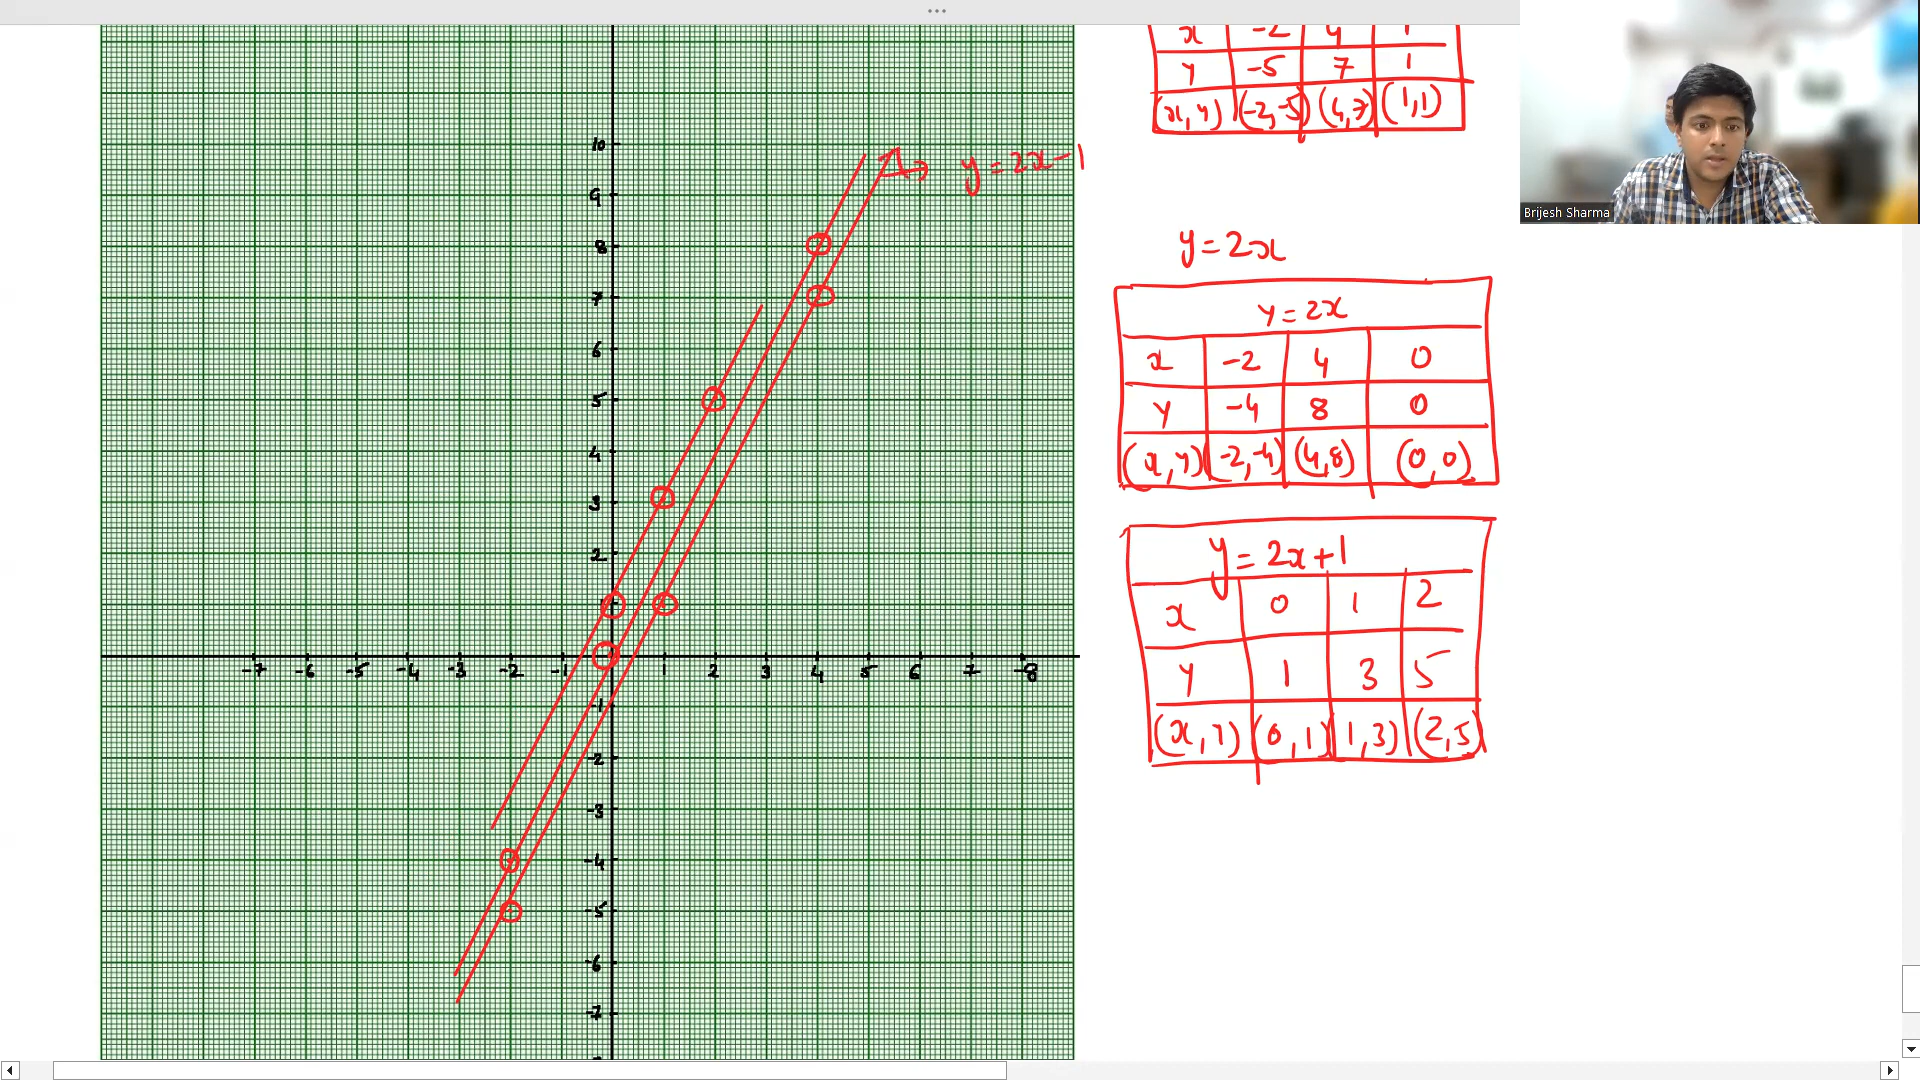 x -2 4 1
y -5 7 1
(x,y) (-2,-5) (4,7) (1,1)
Brijesh Sharma
y = 2x-1
y = 2x
y = 2x
x -2 4 0
y -4 8 0
(x,y) (-2,-4) (4,8) (0,0)
y = 2x+1
x 0 1 2
y 1 3 5
(x,y) (0,1) (1,3) (2,5)
10
9
8
7
6
5
4
3
2
1
-7 -6 -5 -4 -3 -2 -1 1 2 3 4 5 6 7 -8
-1
-2
-3
-4
-5
-6
-7